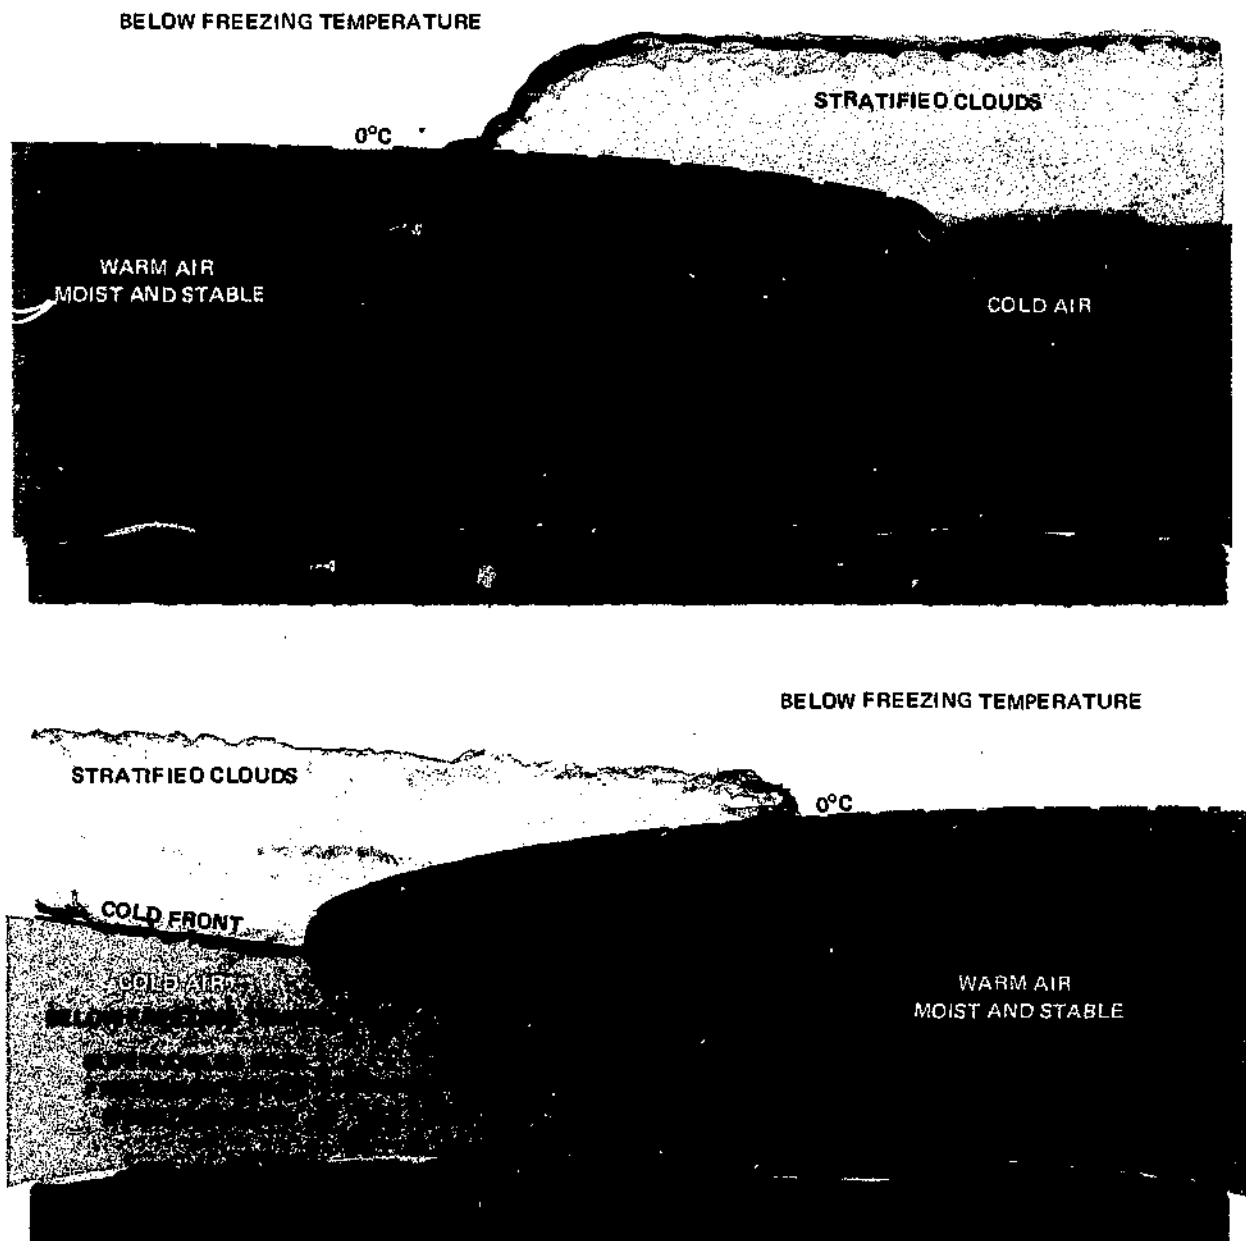 BELOW FREEZING TEMPERATURE
STRATIFIED CLOUDS
0°C
WARM AIR
MOIST AND STABLE
COLD AIR
BELOW FREEZING TEMPERATURE
STRATIFIED CLOUDS
0°C
COLD FRONT
COLD AIR
WARM AIR
MOIST AND STABLE